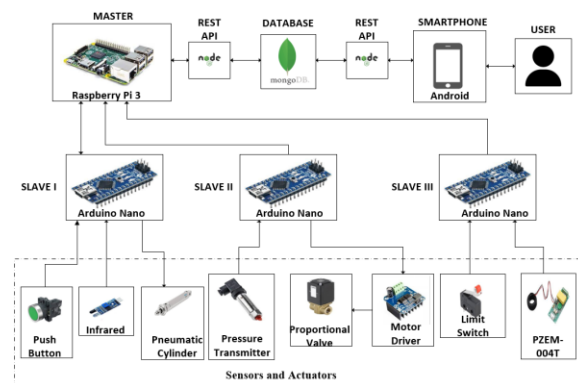 MASTER
REST
API
DATABASE
REST
API
SMARTPHONE
USER
node
mongoDB
node
Raspberry Pi 3
Android
SLAVE I
Arduino Nano
SLAVE II
Arduino Nano
SLAVE III
Arduino Nano
Push
Button
Infrared
Pneumatic
Cylinder
Pressure
Transmitter
Proportional
Valve
Motor
Driver
Limit
Switch
PZEM-
004T
Sensors and Actuators